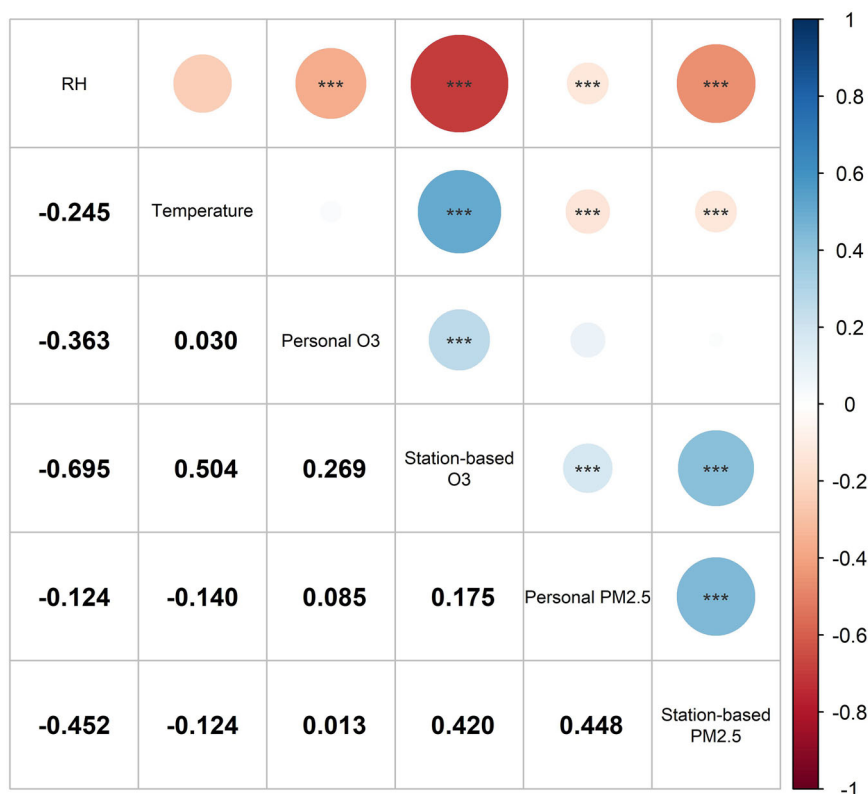 RH *** *** *** ***
-0.245 Temperature *** *** ***
-0.363 0.030 Personal O3 ***
-0.695 0.504 0.269 Station-based O3 *** ***
-0.124 -0.140 0.085 0.175 Personal PM2.5 ***
-0.452 -0.124 0.013 0.420 0.448 Station-based PM2.5
1
0.8
0.6
0.4
0.2
0
-0.2
-0.4
-0.6
-0.8
-1